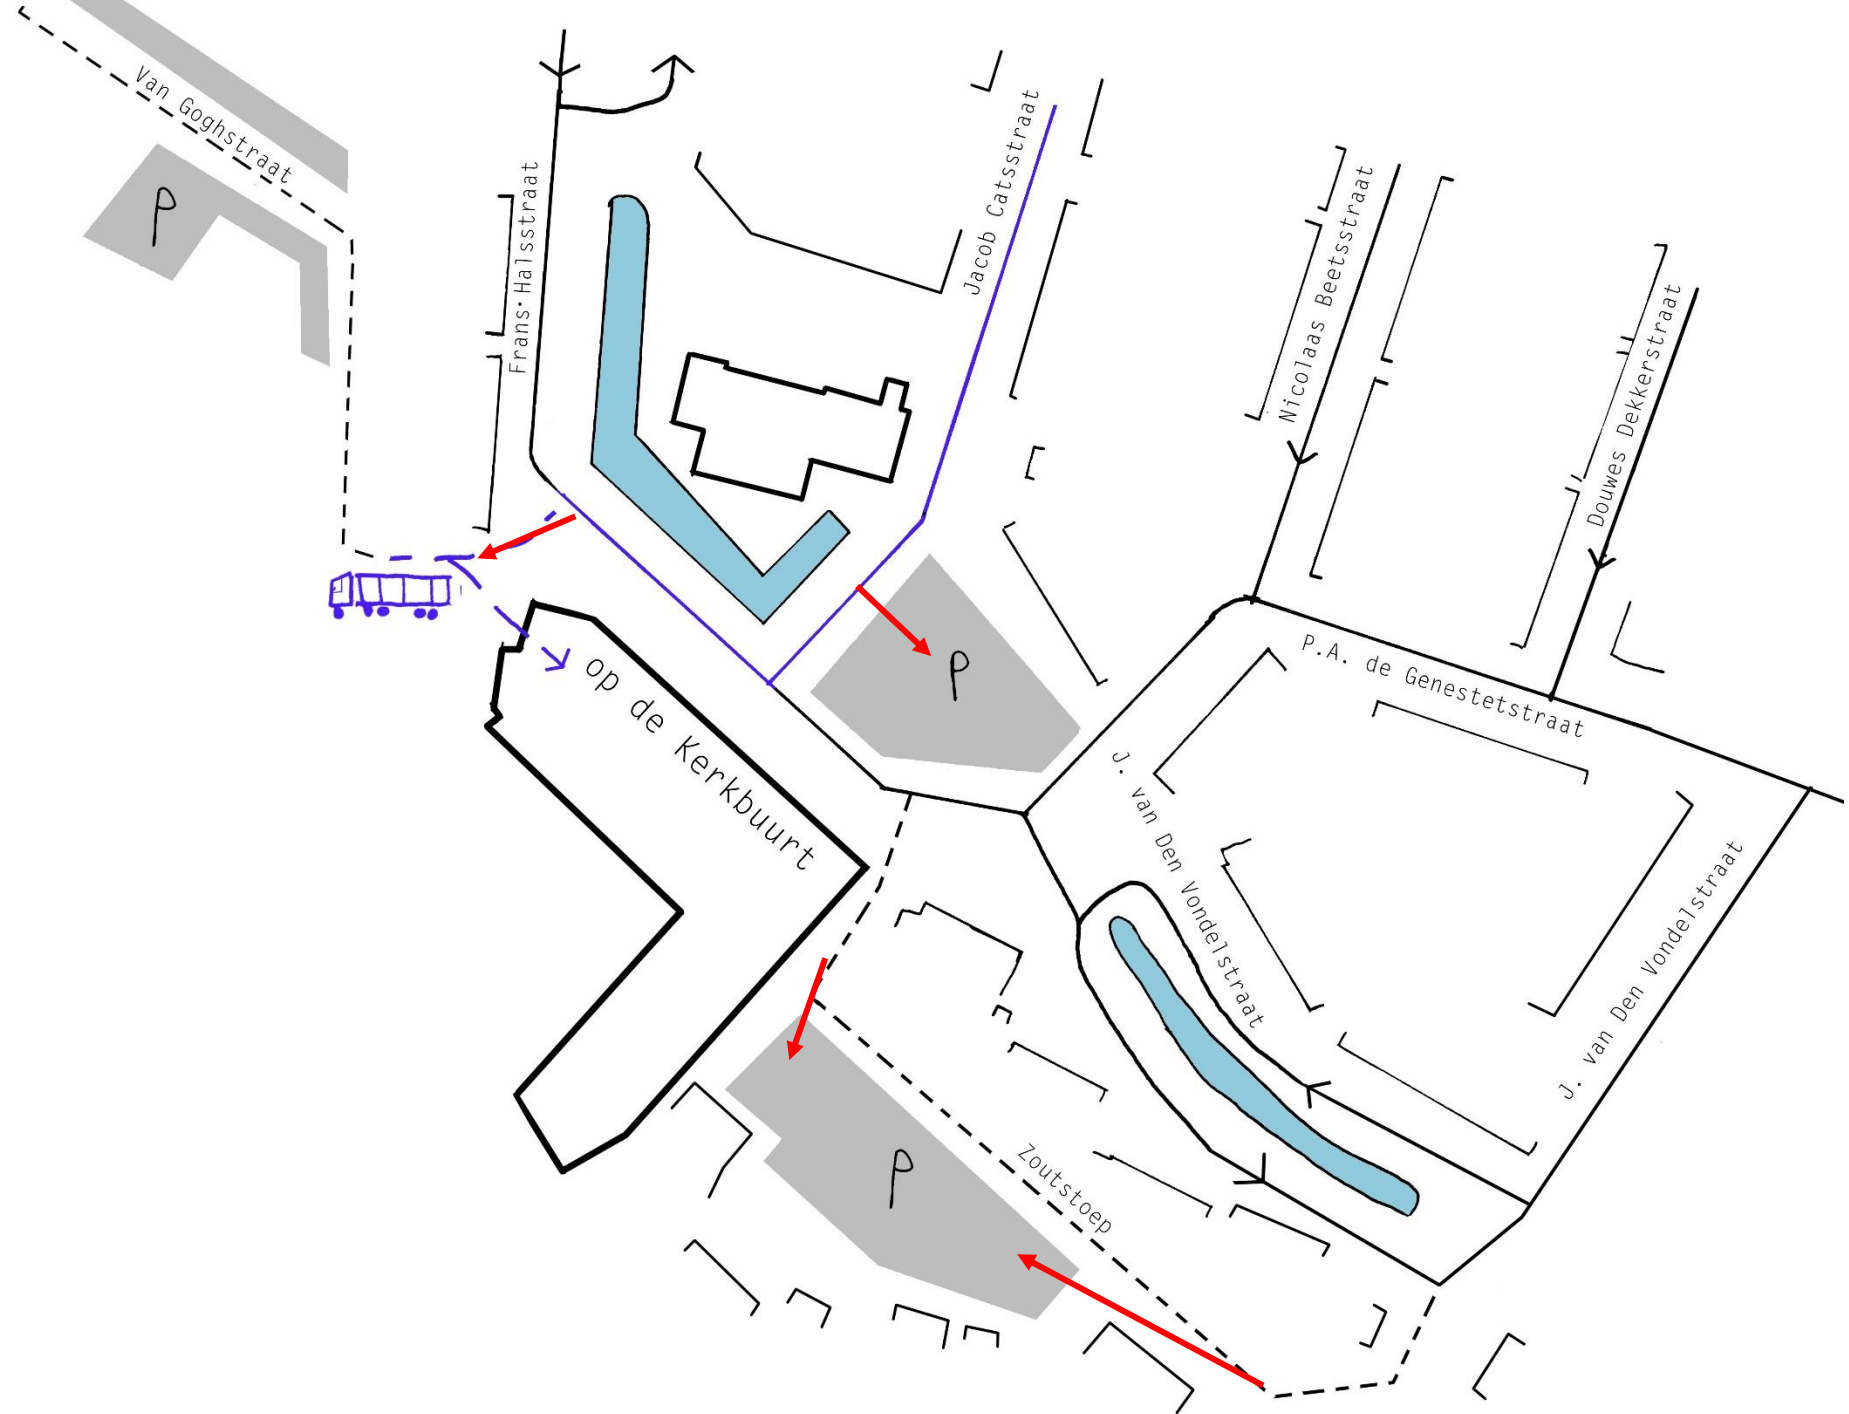 Van Goghstraat
P
Frans Halsstraat
Jacob Catsstraat
Nicolaas Beetsstraat
Douwes Dekkerstraat
P
P.A. de Genestetstraat
op de Kerkbuurt
J. van Den Vondelstraat
J. van Den Vondelstraat
P
Zoutstoep